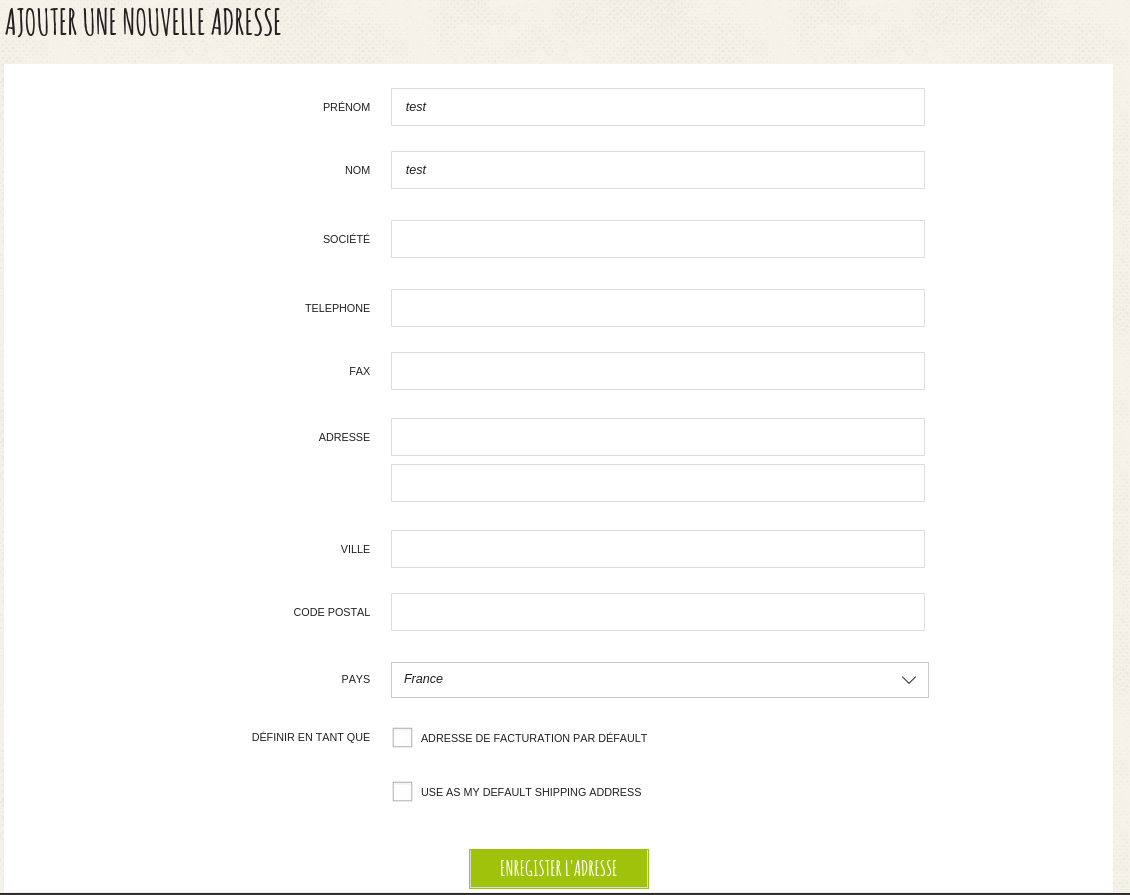 AJOUTER UNE NOUVELLE ADRESSE
PRÉNOM test
NOM test
SOCIÉTÉ
TELEPHONE
FAX
ADRESSE
VILLE
CODE POSTAL
PAYS France
DÉFINIR EN TANT QUE ADRESSE DE FACTURATION PAR DÉFAULT
USE AS MY DEFAULT SHIPPING ADDRESS
ENREGISTER L'ADRESSE